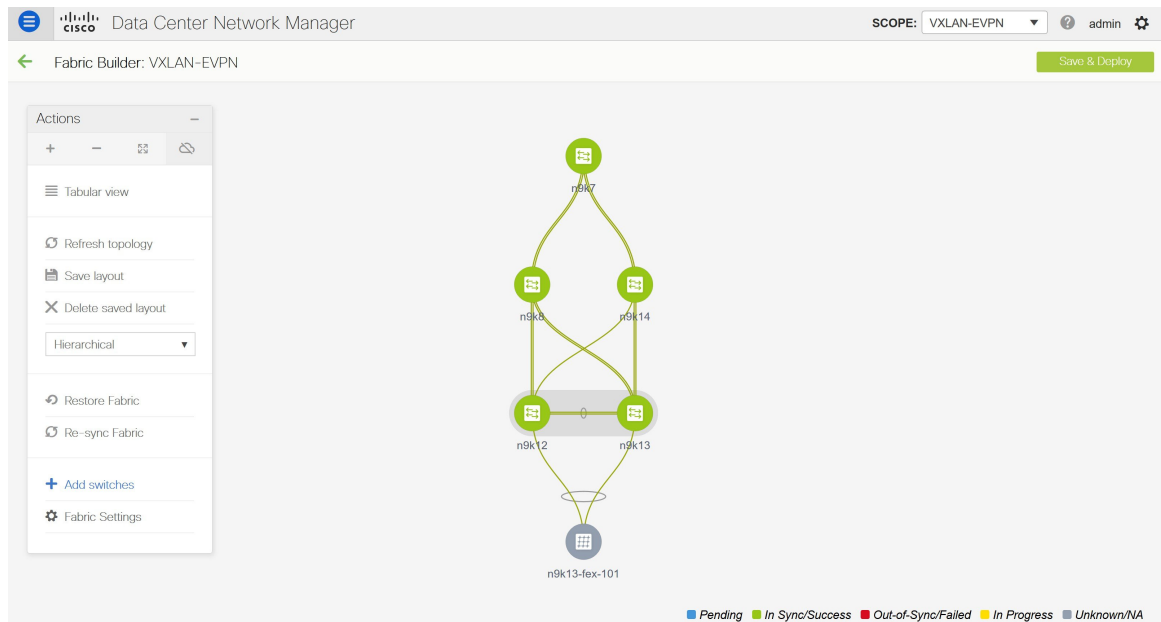 cisco Data Center Network Manager SCOPE: VXLAN-EVPN admin
Fabric Builder: VXLAN-EVPN Save & Deploy
Actions
Tabular view
Refresh topology
Save layout
Delete saved layout
Hierarchical
Restore Fabric
Re-sync Fabric
Add switches
Fabric Settings
n9k7
n9k8 n9k14
n9k12 n9k13
n9k13-fex-101
Pending In Sync/Success Out-of-Sync/Failed In Progress Unknown/NA